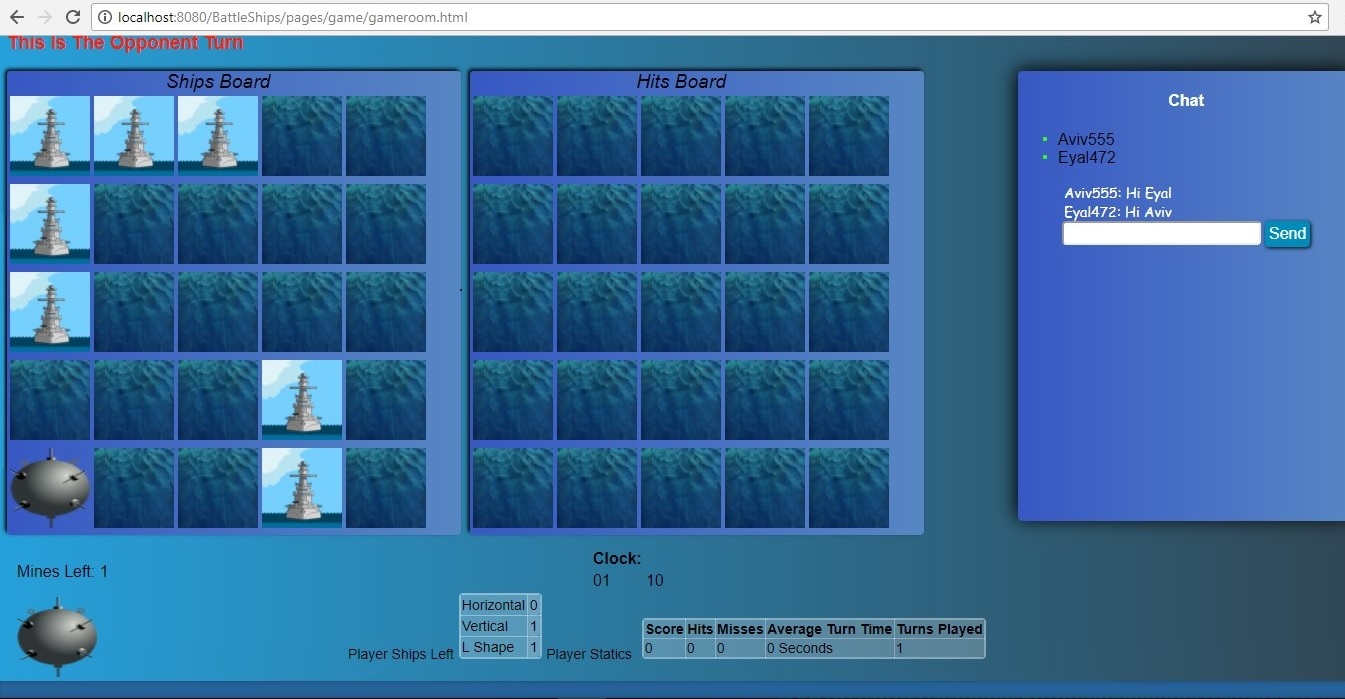 localhost:8080/BattleShips/pages/game/gameroom.html
This Is The Opponent Turn
Ships Board
Hits Board
Chat
Aviv555
Eyal472
Aviv555: Hi Eyal
Eyal472: Hi Aviv
Send
Mines Left: 1
Clock:
01 10
Player Ships Left
Horizontal 0
Vertical 1
L Shape 1
Player Statics
Score Hits Misses Average Turn Time Turns Played
0 0 0 0 Seconds 1